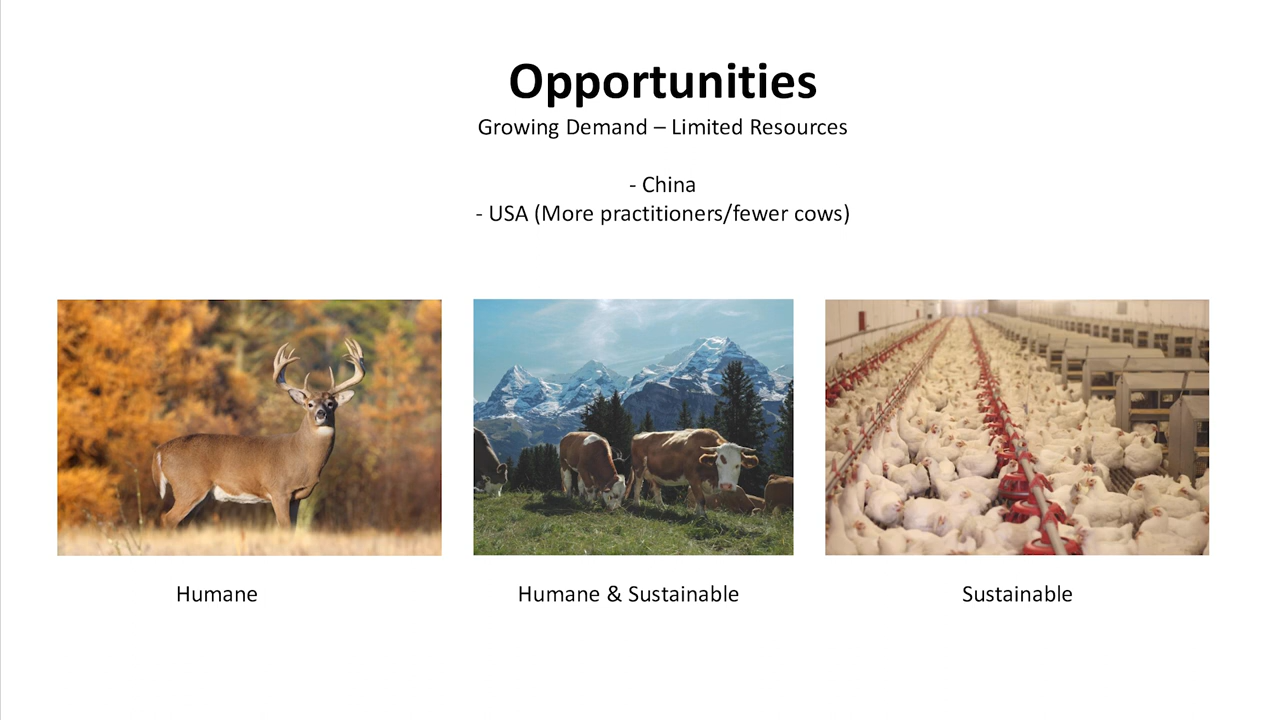 Opportunities
Growing Demand – Limited Resources
- China
- USA (More practitioners/fewer cows)
Humane
Humane & Sustainable
Sustainable